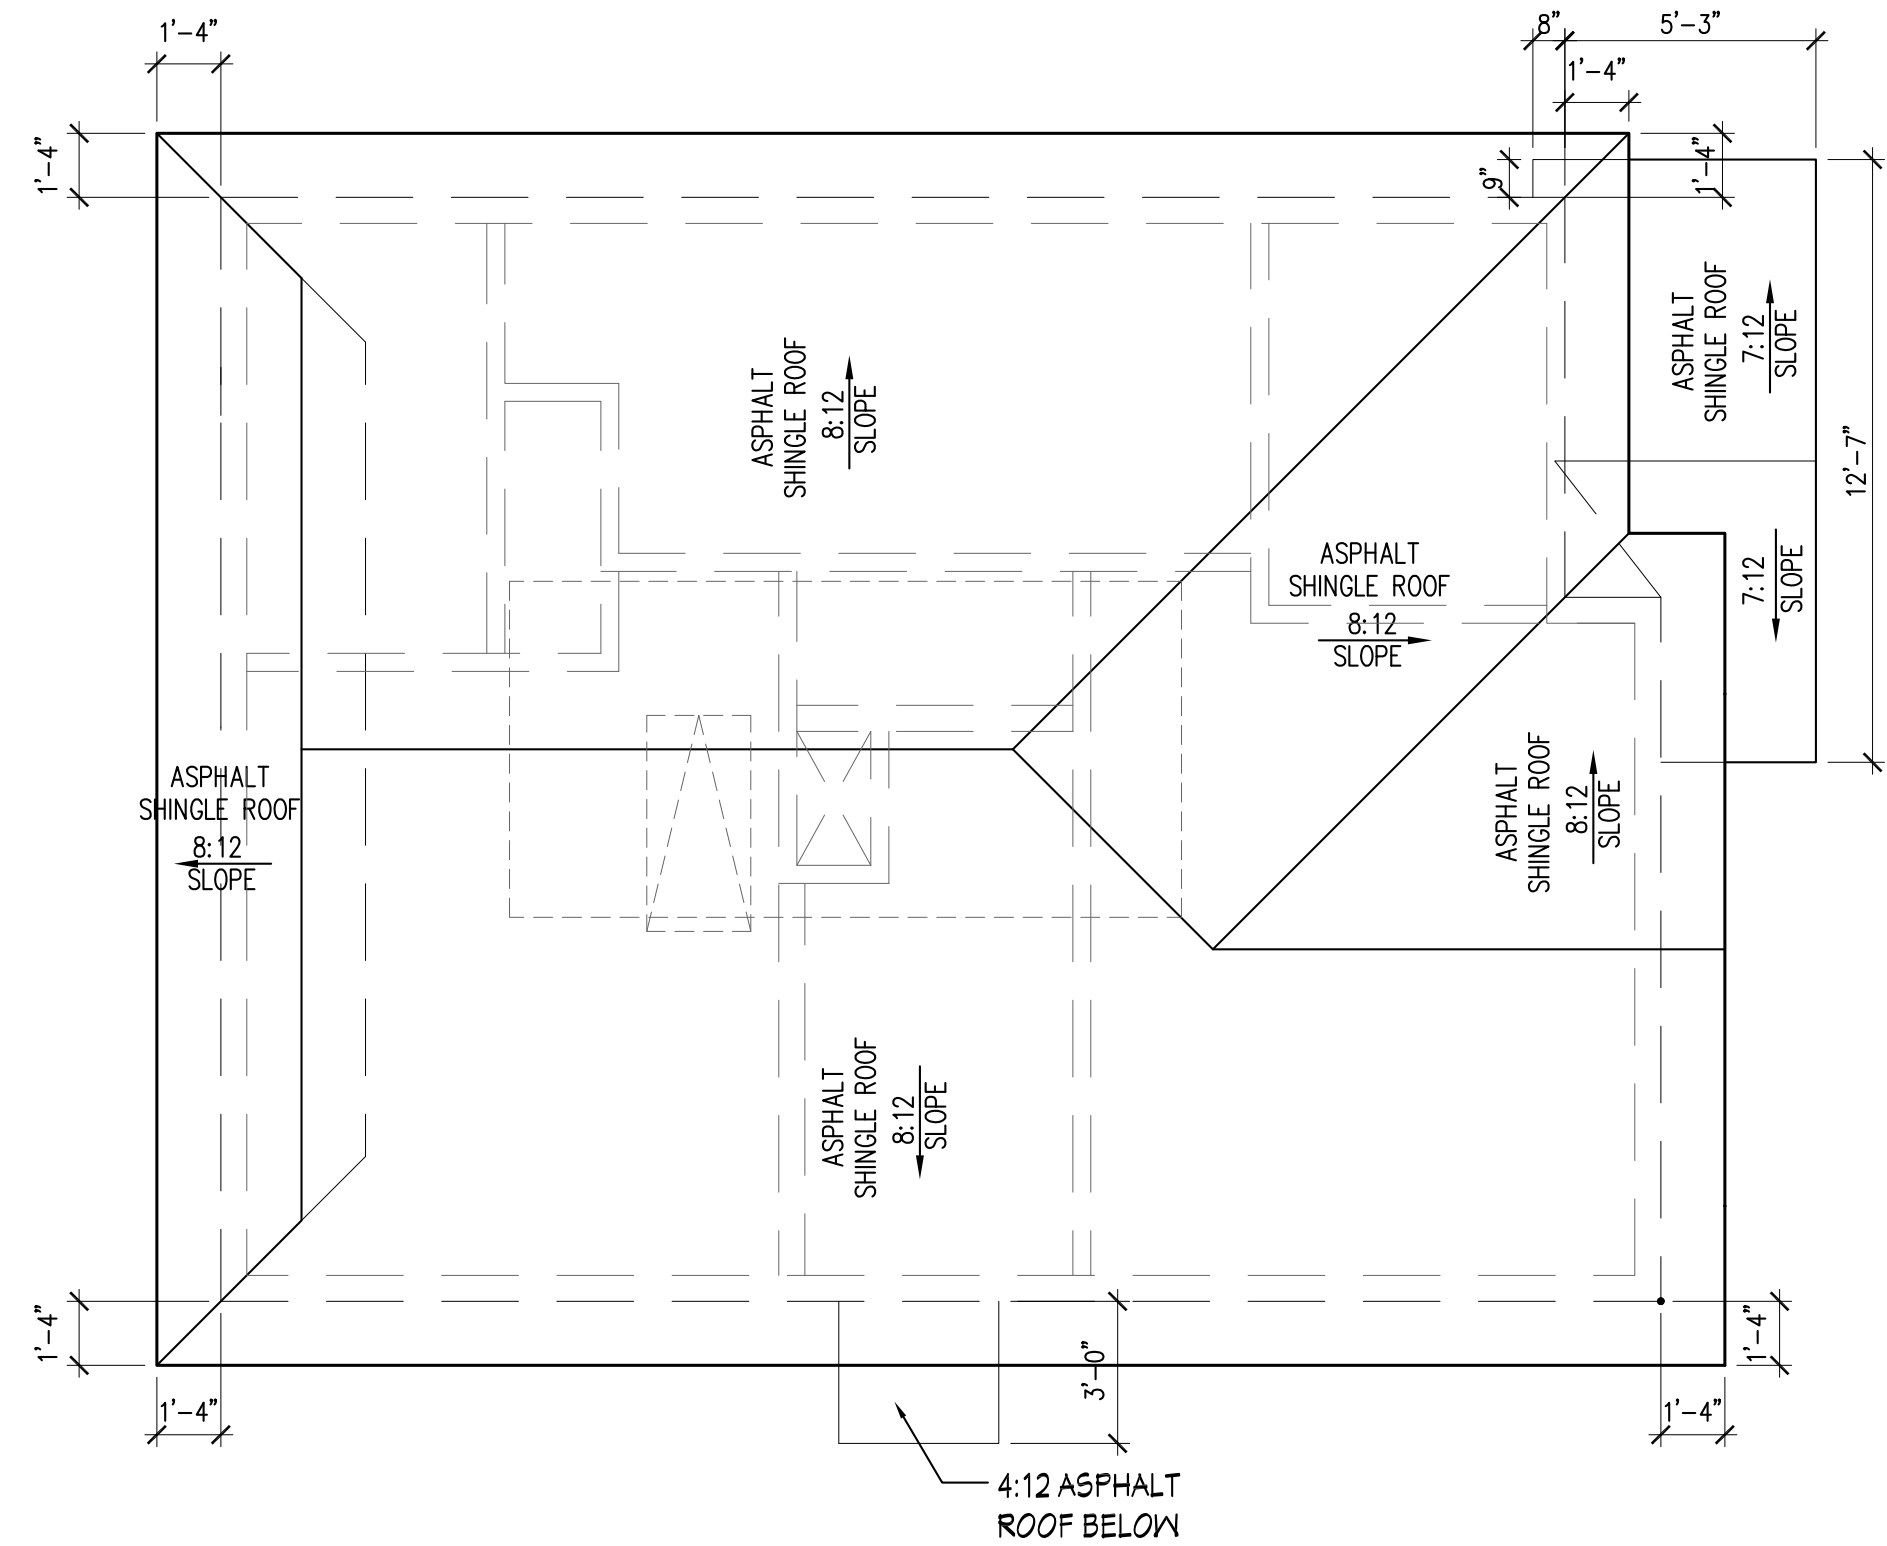 1'-4"
8"
5'-3"
1'-4"
1'-4"
9"
1'-4"
ASPHALT
SHINGLE ROOF
7:12
SLOPE
ASPHALT
SHINGLE ROOF
8:12
SLOPE
12'-7"
ASPHALT
SHINGLE ROOF
8:12
SLOPE
7:12
SLOPE
ASPHALT
SHINGLE ROOF
8:12
SLOPE
ASPHALT
SHINGLE ROOF
8:12
SLOPE
ASPHALT
SHINGLE ROOF
8:12
SLOPE
1'-4"
3'-0"
1'-4"
1'-4"
1'-4"
4:12 ASPHALT
ROOF BELOW